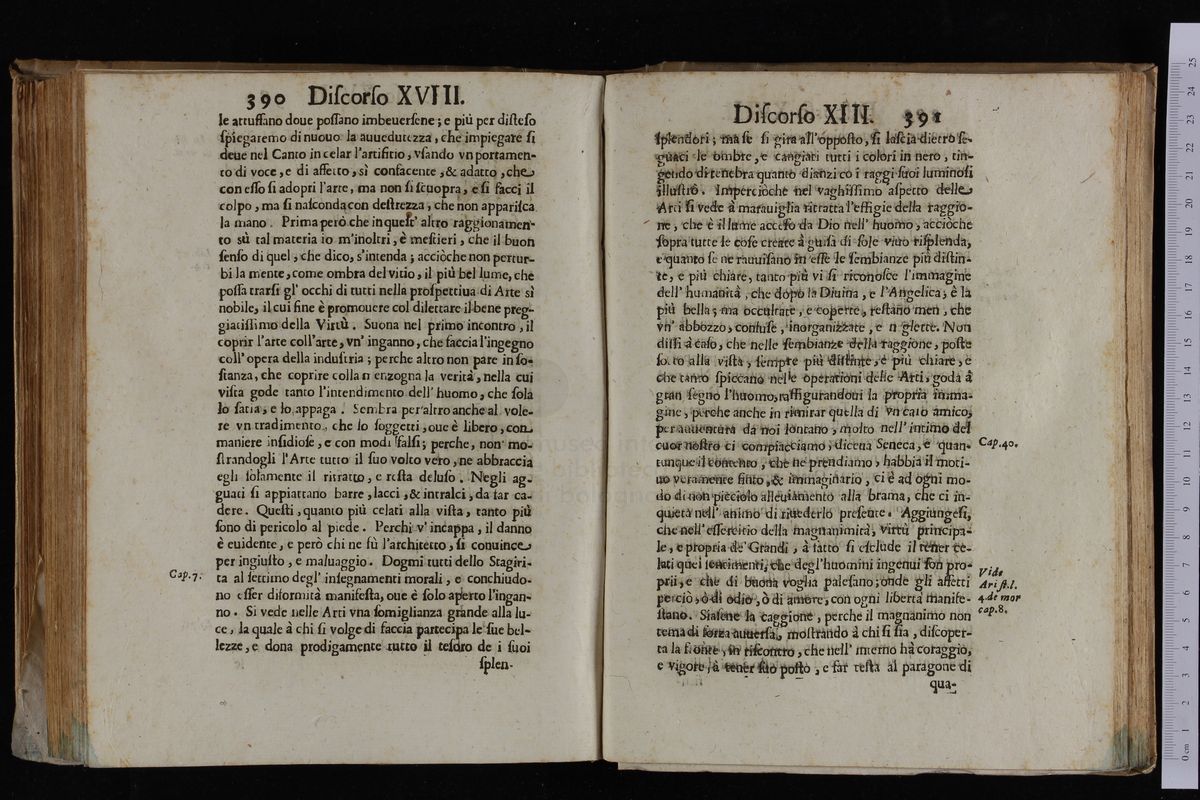 390 Diſcorſo XVIII.
le attuffano doue poſſano imbeuerſene; e più per diſteſo
ſpiegaremo di nuouo la auuedutezza, che impiegare ſi
deue nel Canto in celar l'artifitio, vſando vn portamen-
to di voce, e di affetto, sì confacente, & adatto, che
con eſſo ſi adopri l'arte, ma non ſi ſcuopra, e ſi facci il
colpo, ma ſi naſconda con deſtrezza, che non appariſca
la mano. Prima però che in queſt' altro raggionamen-
to sù tal materia io m'inoltri, è meſtieri, che il buon
ſenſo di quel, che dico, s'intenda; acciòche non pertur-
bi la mente, come ombra del vitio, il più bel lume, che
poſſa trarſi gl' occhi di tutti nella proſpettiua di Arte sì
nobile, il cui fine è promouere col dilettare il bene preg-
giatiſſimo della Virtù. Suona nel primo incontro, il
coprir l'arte coll'arte, vn' inganno, che faccia l'ingegno
coll' opera della induſtria; perche altro non pare in ſo-
ſtanza, che coprire colla menzogna la verità, nella cui
viſta gode tanto l'intendimento dell' huomo, che ſola
lo ſatia, e lo appaga. Sembra per altro anche al vole-
re vn tradimento, che lo ſoggetti, oue è libero, con
maniere inſidioſe, e con modi falſi; perche, non mo-
ſtrandogli l'Arte tutto il ſuo volto vero, ne abbraccia
egli ſolamente il ritratto, e reſta deluſo. Negli ag-
guati ſi appiattano barre, lacci, & intralci, da far ca-
dere. Queſti, quanto più celati alla viſta, tanto più
ſono di pericolo al piede. Perchi v' incappa, il danno
è euidente, e però chi ne fù l'architetto, ſi conuince
per ingiuſto, e maluaggio. Dogmi tutti dello Stagiri-
Cap. 7.
ta al ſettimo degl' inſegnamenti morali, e conchiudo-
no eſſer diformità manifeſta, oue è ſolo aperto l'ingan-
no. Si vede nelle Arti vna ſomiglianza grande alla lu-
ce, la quale à chi ſi volge di faccia partecipa le ſue bel-
lezze, e dona prodigamente tutto il teſoro de i ſuoi
ſplen-
Diſcorſo XIII. 391
ſplendori; ma ſe ſi gira all'oppoſto, ſi laſcia dietro ſe-
guaci le ombre, e cangiati tutti i colori in nero, tin-
gendo di tenebra quanto dianzi co i raggi ſuoi luminoſi
illuſtrò. Imperciòche nel vaghiſſimo aſpetto delle
Arti ſi vede à marauiglia ritratta l'effigie della raggio-
ne, che è il lume acceſo da Dio nell' huomo, acciòche
ſopra tutte le coſe create à guiſa di ſole viuo riſplenda,
e quanto ſe ne rauuiſano in eſſe le ſembianze più diſtin-
te, e più chiare, tanto più vi ſi riconoſce l'immagine
dell' humanità, che dopò la Diuina, e l'Angelica; è la
più bella; ma occultate, e coperte, reſtano men, che
vn' abbozzo, confuſe, inorganizzate, e n glette. Non
diſſi à caſo, che nelle ſembianze della raggione, poſte
ſotto alla viſta, ſempre più diſtinte, e più chiare, e
che tanto ſpiccano nelle operationi delle Arti, goda à
gran ſegno l'huomo, raffigurandoui la propria imma-
gine, perche anche in rimirar quella di vn caro amico,
per auuentura da noi lontano, molto nell' intimo del
cuor noſtro ci compiacciamo, diceua Seneca, e quan-
Cap. 40.
tunque il contento, che ne prendiamo, habbia il moti-
uo veramente finto, & immaginario, ci è ad ogni mo-
do di non picciolo alleuiamento alla brama, che ci in-
quieta nell' animo di riuederlo preſente. Aggiungeſi,
che nell' eſſercitio della magnanimità, virtù principa-
le, e propria de' Grandi, à fatto ſi eſclude il tener ce-
lati quei ſentimenti, che degl'huomini ingenui ſon pro-
prii, e che di buona voglia paleſano; onde gli affetti
perciò, ò di odio, ò di amore, con ogni libertà manife-
ſtano. Siaſene la caggione, perche il magnanimo non
Vide
Ariſt. l.
4. de mor
cap. 8.
tema di forza auuerſa, moſtrando à chi ſi ſia, diſcoper-
ta la fronte, in riſcontro, che nell' interno hà coraggio,
e vigore, à tener ſuo poſto, e far teſta al paragone di
qua-